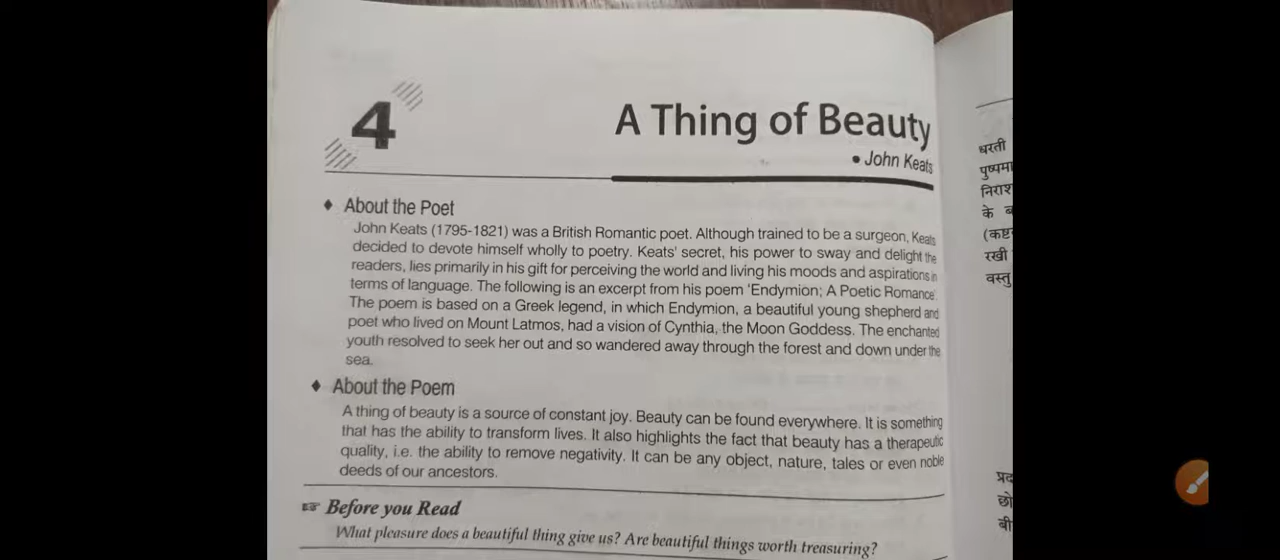 4
A Thing of Beauty
• John Keats
♦ About the Poet
John Keats (1795-1821) was a British Romantic poet. Although trained to be a surgeon, Keats
decided to devote himself wholly to poetry. Keats' secret, his power to sway and delight the
readers, lies primarily in his gift for perceiving the world and living his moods and aspirations in
terms of language. The following is an excerpt from his poem 'Endymion; A Poetic Romance'.
The poem is based on a Greek legend, in which Endymion, a beautiful young shepherd and
poet who lived on Mount Latmos, had a vision of Cynthia, the Moon Goddess. The enchanted
youth resolved to seek her out and so wandered away through the forest and down under the
sea.
♦ About the Poem
A thing of beauty is a source of constant joy. Beauty can be found everywhere. It is something
that has the ability to transform lives. It also highlights the fact that beauty has a therapeutic
quality, i.e. the ability to remove negativity. It can be any object, nature, tales or even noble
deeds of our ancestors.
☞ Before you Read
What pleasure does a beautiful thing give us? Are beautiful things worth treasuring?
धरती
के
रखी
वस्तु